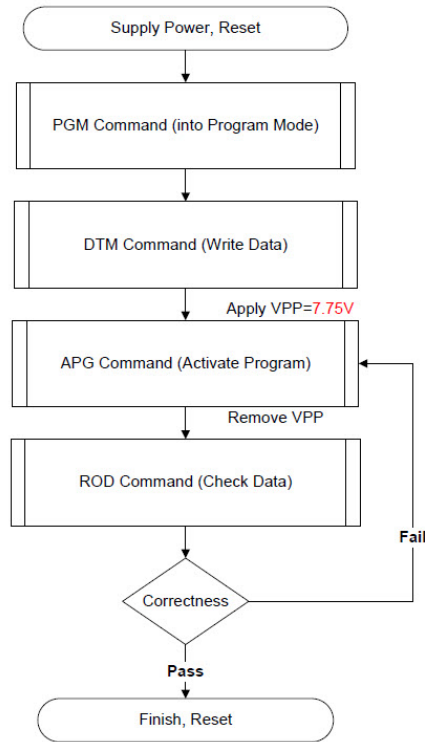 Supply Power, Reset
PGM Command (into Program Mode)
DTM Command (Write Data)
Apply VPP=7.75V
APG Command (Activate Program)
Remove VPP
ROD Command (Check Data)
Fail
Correctness
Pass
Finish, Reset